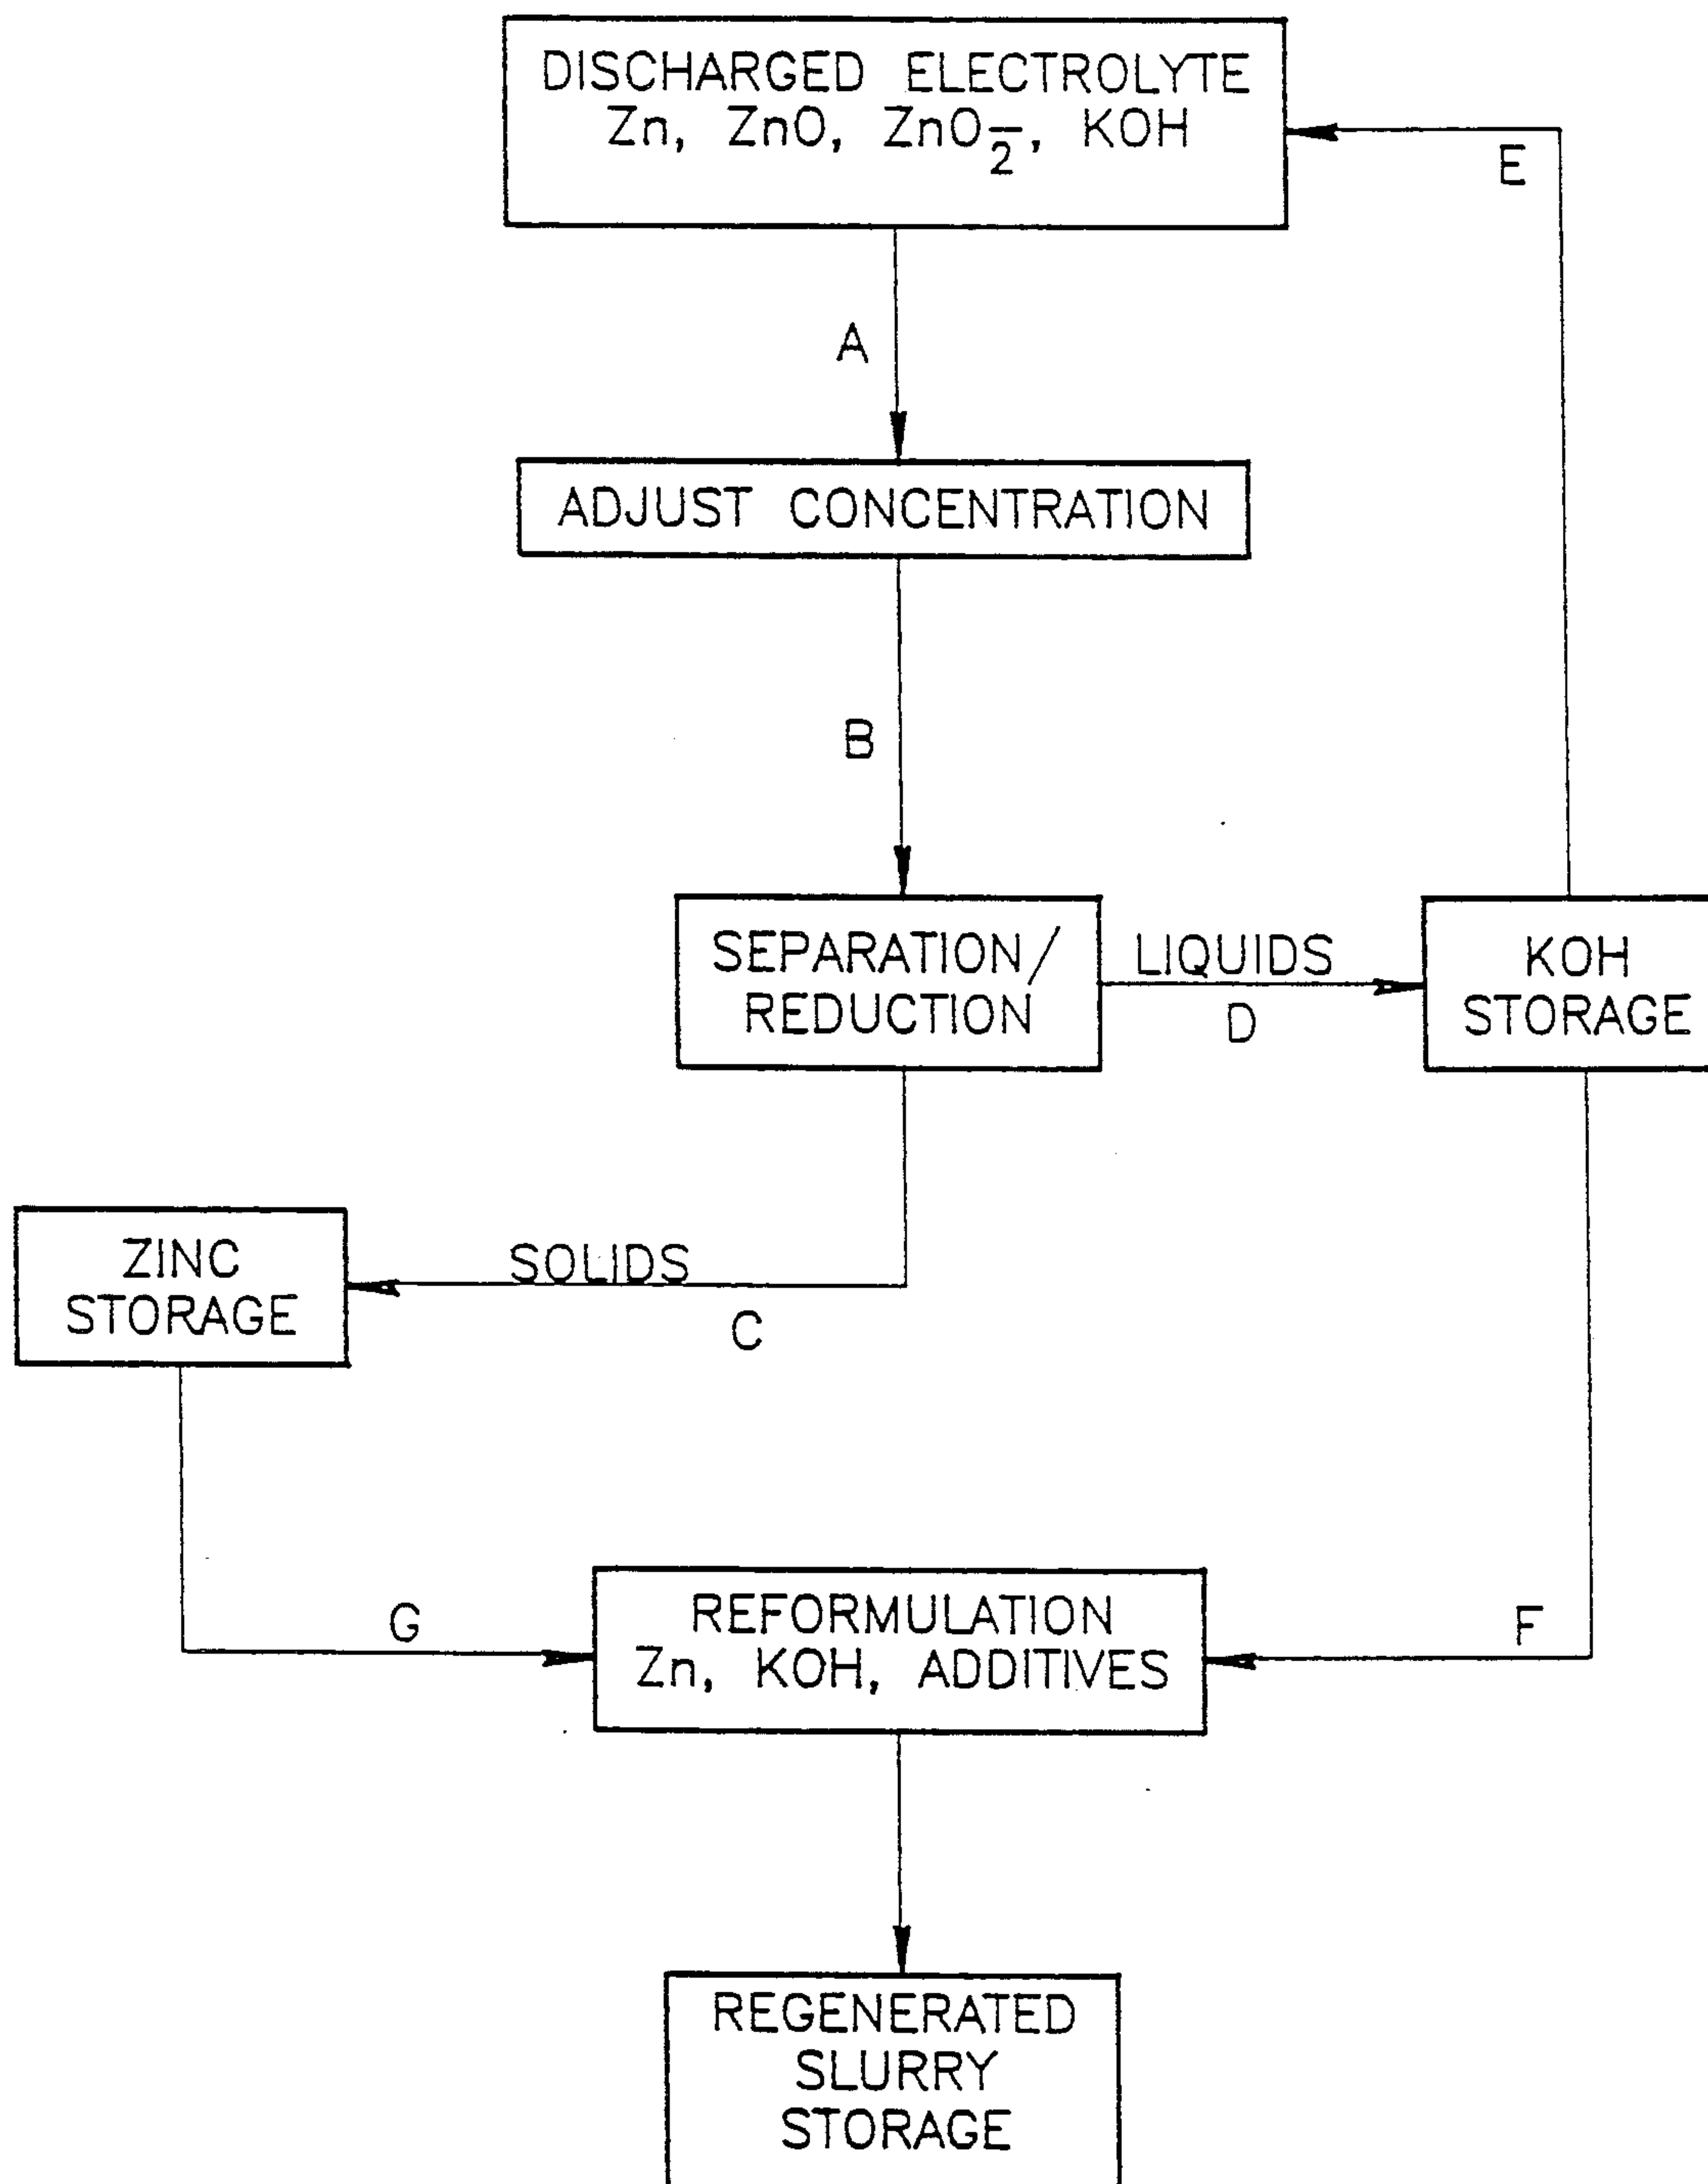 DISCHARGED ELECTROLYTE
Zn, ZnO, ZnO2̅, KOH
E
A
ADJUST CONCENTRATION
B
SEPARATION/
REDUCTION
LIQUIDS
D
KOH
STORAGE
ZINC
STORAGE
SOLIDS
C
G
REFORMULATION
Zn, KOH, ADDITIVES
F
REGENERATED
SLURRY
STORAGE